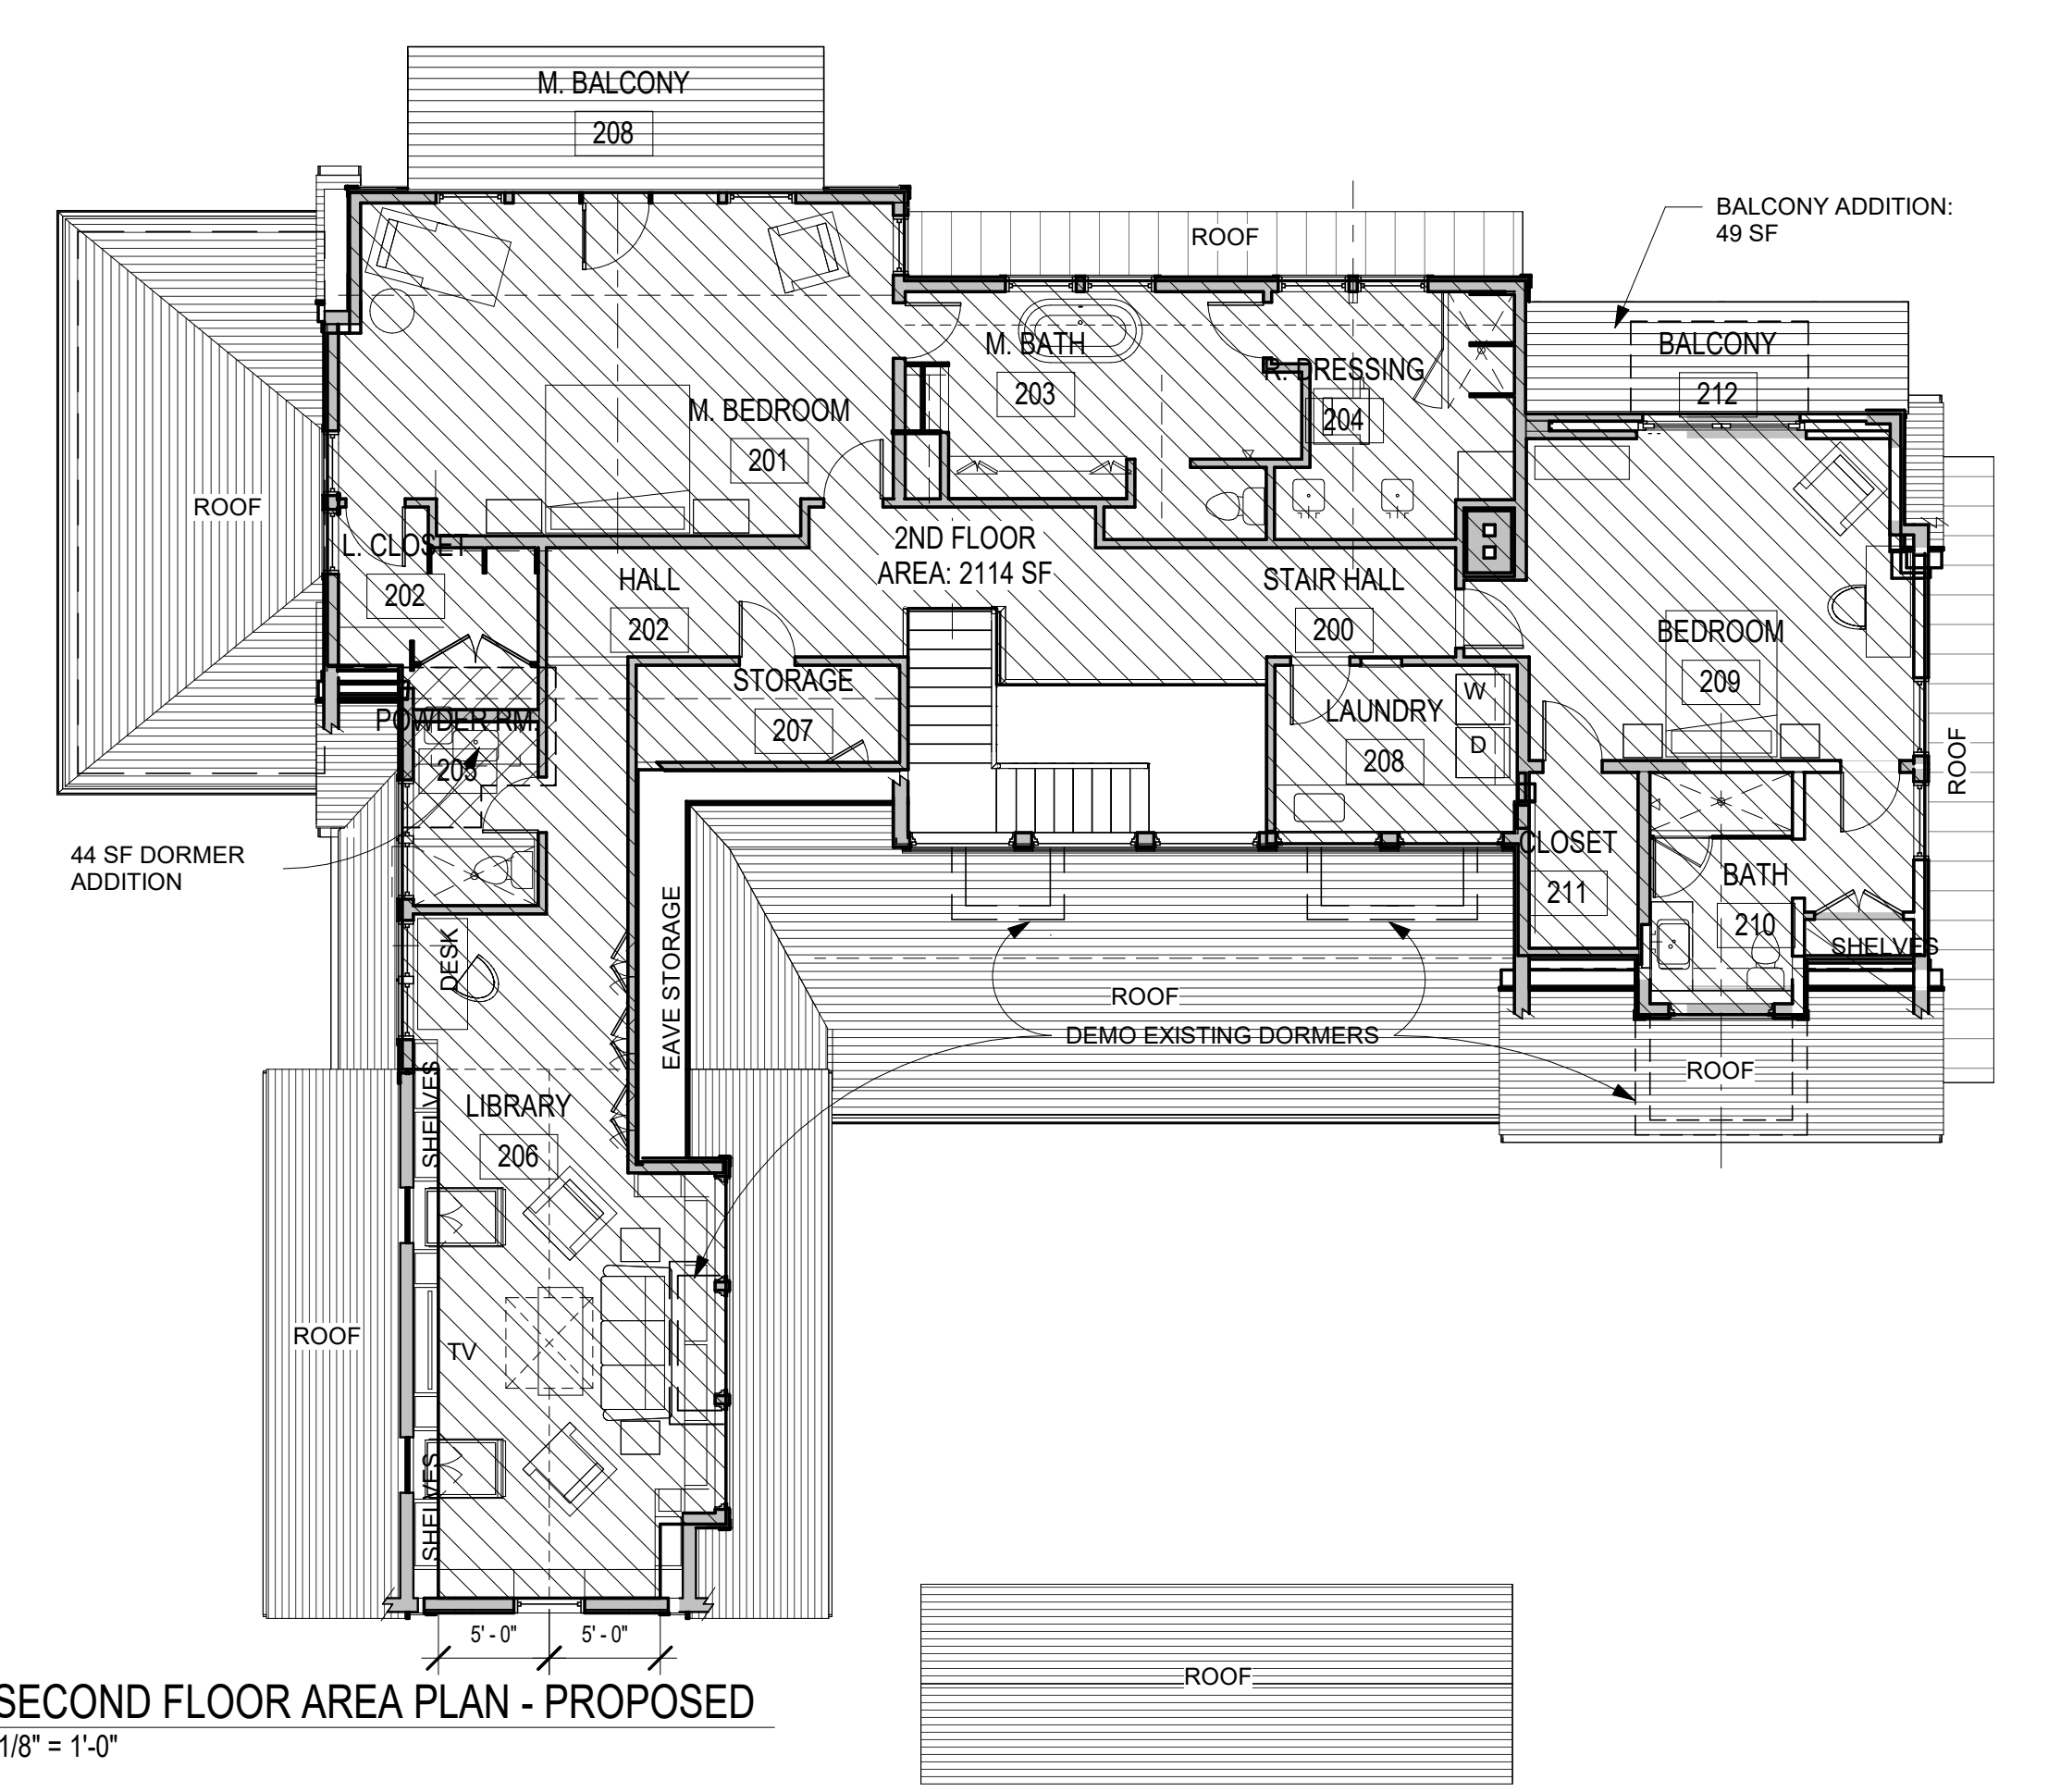 M. BALCONY
208
BALCONY ADDITION:
49 SF
ROOF
M. BATH
203
R. DRESSING
204
BALCONY
212
M. BEDROOM
201
ROOF
L. CLOSET
202
HALL
202
2ND FLOOR
AREA: 2114 SF
STAIR HALL
200
BEDROOM
209
STORAGE
207
LAUNDRY
208
W
D
POWDER RM.
205
ROOF
44 SF DORMER
ADDITION
CLOSET
211
BATH
210
SHELVES
DESK
EAVE STORAGE
ROOF
DEMO EXISTING DORMERS
ROOF
SHELVES
LIBRARY
206
ROOF
TV
SHELVES
5' - 0"
5' - 0"
ROOF
SECOND FLOOR AREA PLAN - PROPOSED
1/8" = 1'-0"